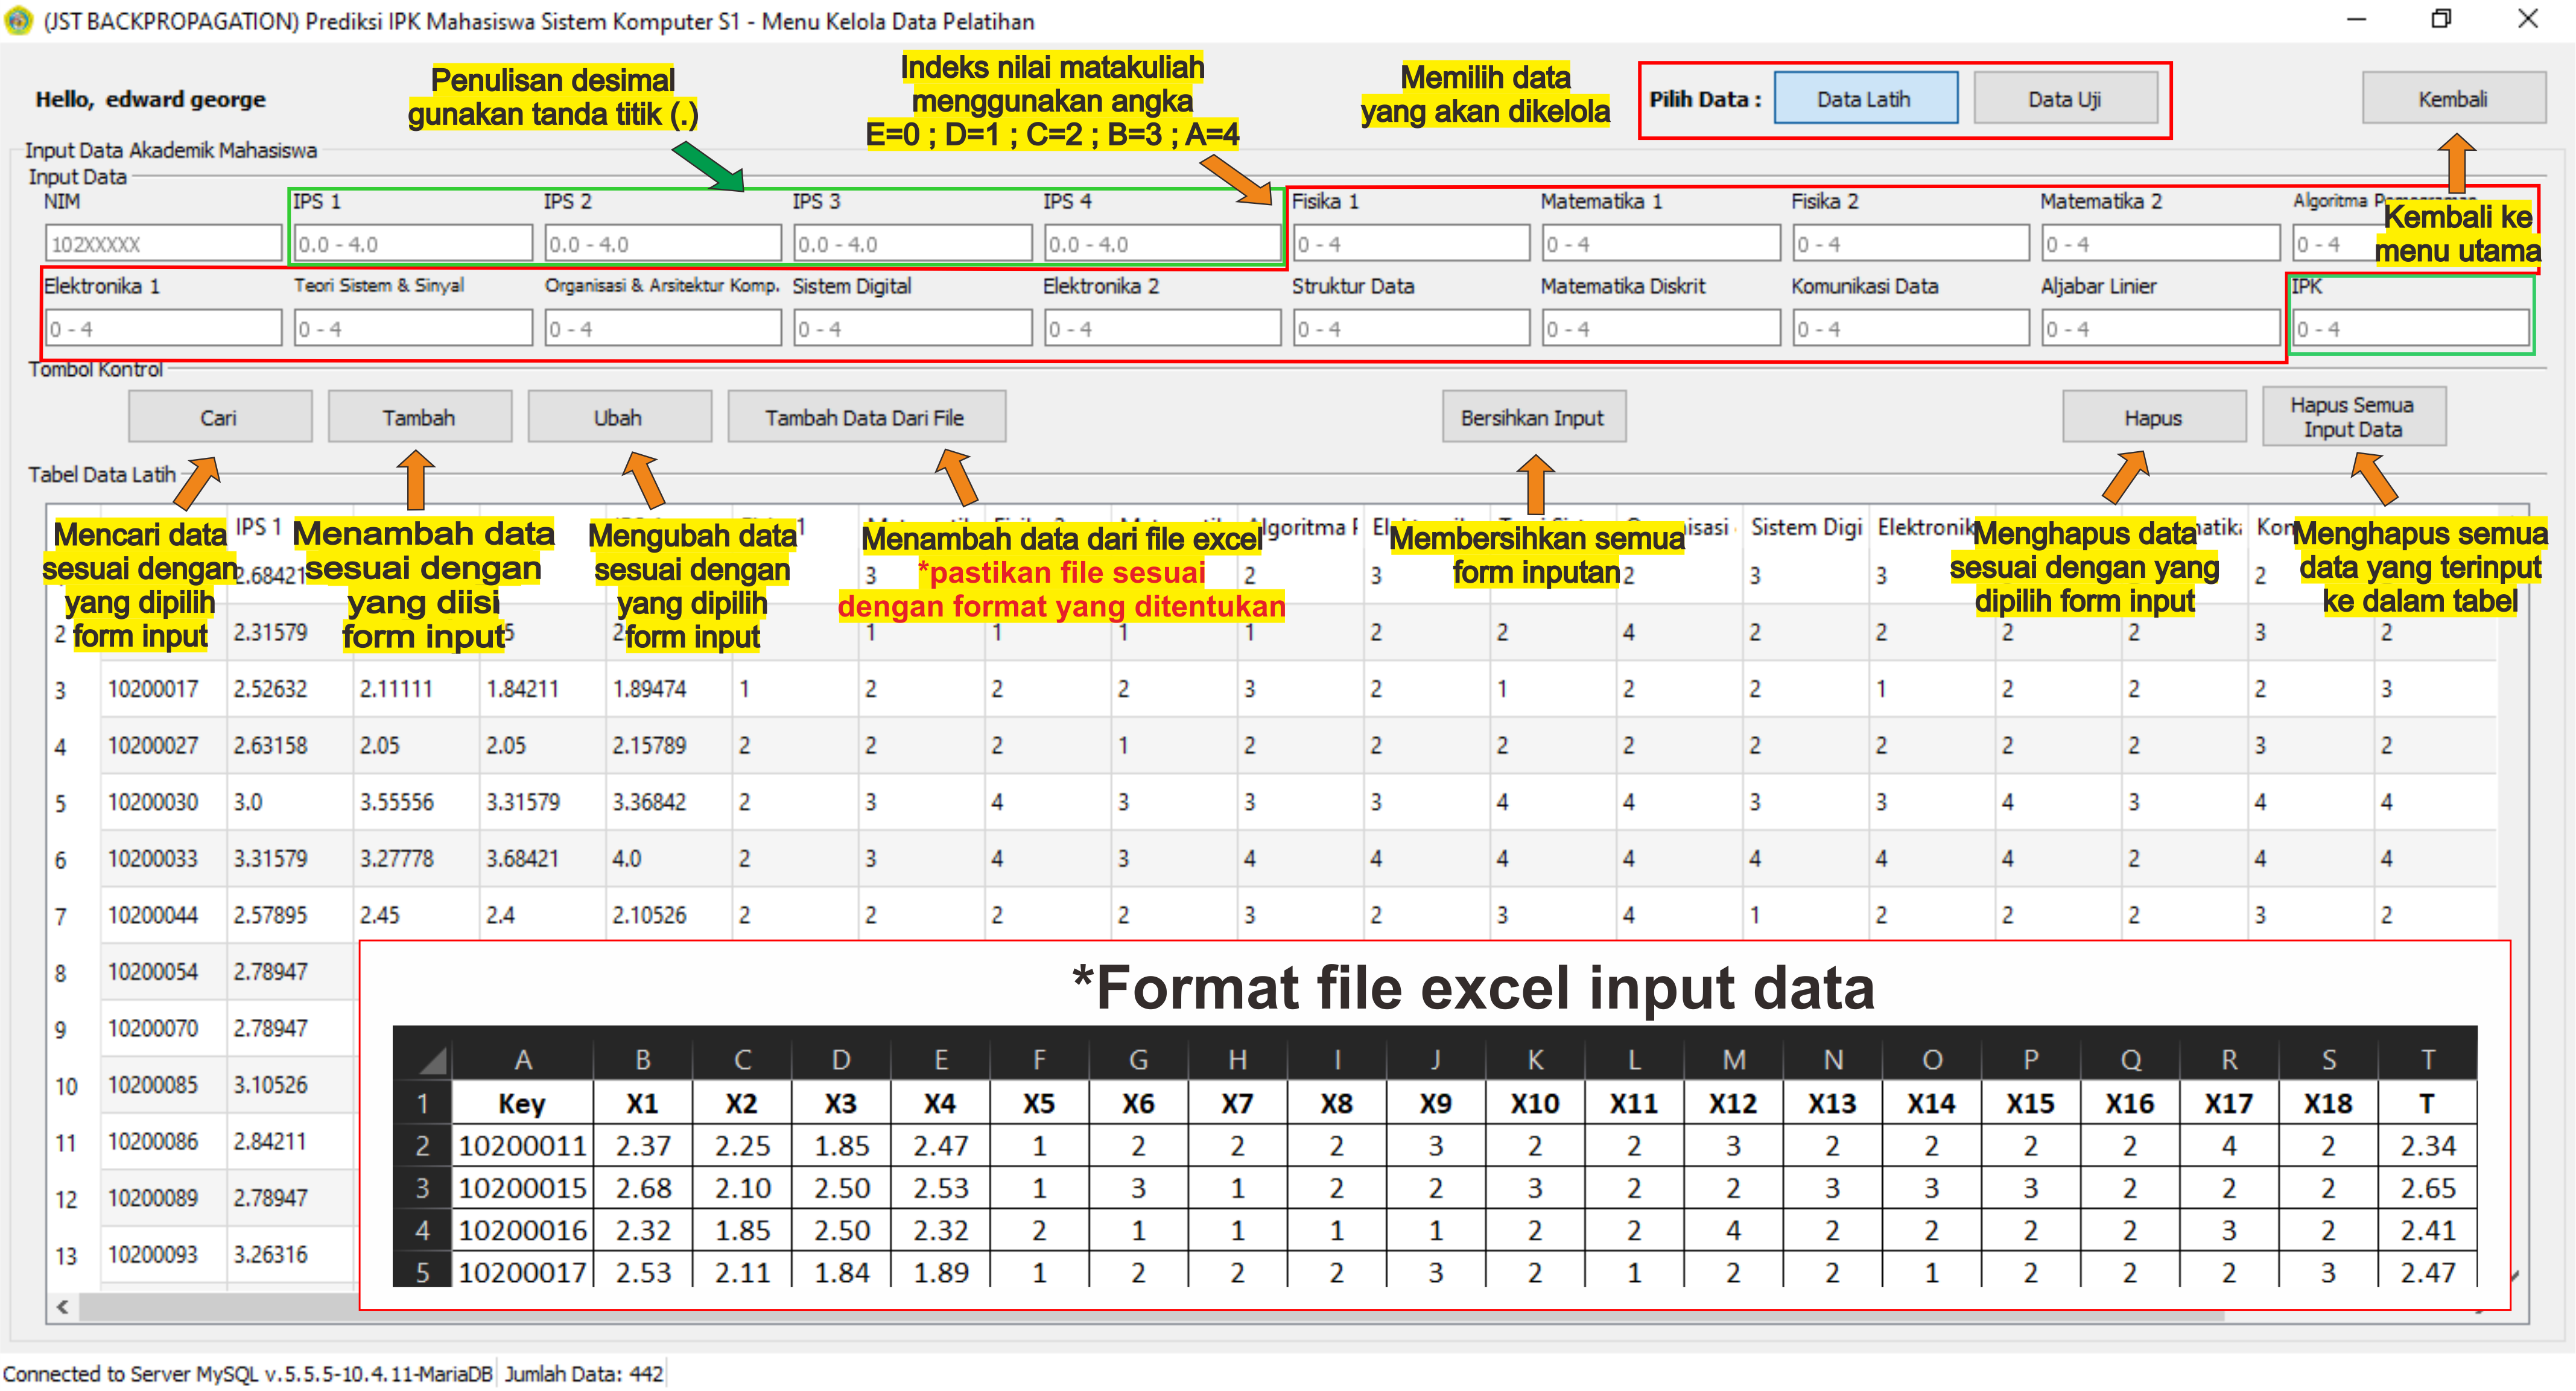 (JST BACKPROPAGATION) Prediksi IPK Mahasiswa Sistem Komputer S1 - Menu Kelola Data Pelatihan
Hello, edward george
Penulisan desimal
gunakan tanda titik (.)
Indeks nilai matakuliah
menggunakan angka
E=0 ; D=1 ; C=2 ; B=3 ; A=4
Memilih data
yang akan dikelola
Pilih Data : Data Latih Data Uji Kembali
Input Data Akademik Mahasiswa
Input Data
NIM IPS 1 IPS 2 IPS 3 IPS 4 Fisika 1 Matematika 1 Fisika 2 Matematika 2 Algoritma
102XXXXX 0.0 - 4.0 0.0 - 4.0 0.0 - 4.0 0.0 - 4.0 0 - 4 0 - 4 0 - 4 0 - 4 0 - 4
Kembali ke
menu utama
Elektronika 1 Teori Sistem & Sinyal Organisasi & Arsitektur Komp. Sistem Digital Elektronika 2 Struktur Data Matematika Diskrit Komunikasi Data Aljabar Linier IPK
0 - 4 0 - 4 0 - 4 0 - 4 0 - 4 0 - 4 0 - 4 0 - 4 0 - 4 0 - 4
Tombol Kontrol
Cari Tambah Ubah Tambah Data Dari File Bersihkan Input Hapus Hapus Semua
Input Data
Tabel Data Latih
Mencari data
sesuai dengan
yang dipilih
form input
Menambah data
sesuai dengan
yang diisi
form input
Mengubah data
sesuai dengan
yang dipilih
form input
Menambah data dari file excel
*pastikan file sesuai
dengan format yang ditentukan
Membersihkan semua
form inputan
Menghapus data
sesuai dengan yang
dipilih form input
Menghapus semua
data yang terinput
ke dalam tabel
IPS 1 Sistem Digi Elektronik
2.68421 3 2 3 2 3 3 2
2 2.31579 1 1 1 1 2 2 4 2 2 2 2 3 2
3 10200017 2.52632 2.11111 1.84211 1.89474 1 2 2 2 3 2 1 2 2 1 2 2 2 3
4 10200027 2.63158 2.05 2.05 2.15789 2 2 2 1 2 2 2 2 2 2 2 2 3 2
5 10200030 3.0 3.55556 3.31579 3.36842 2 3 4 3 3 3 4 4 3 3 4 3 4 4
6 10200033 3.31579 3.27778 3.68421 4.0 2 3 4 3 4 4 4 4 4 4 4 2 4 4
7 10200044 2.57895 2.45 2.4 2.10526 2 2 2 2 3 2 3 4 1 2 2 2 3 2
8 10200054 2.78947
9 10200070 2.78947
10 10200085 3.10526
11 10200086 2.84211
12 10200089 2.78947
13 10200093 3.26316
*Format file excel input data
A B C D E F G H I J K L M N O P Q R S T
1 Key X1 X2 X3 X4 X5 X6 X7 X8 X9 X10 X11 X12 X13 X14 X15 X16 X17 X18 T
2 10200011 2.37 2.25 1.85 2.47 1 2 2 2 3 2 2 3 2 2 2 2 4 2 2.34
3 10200015 2.68 2.10 2.50 2.53 1 3 1 2 2 3 2 2 3 3 3 2 2 2 2.65
4 10200016 2.32 1.85 2.50 2.32 2 1 1 1 1 2 2 4 2 2 2 2 3 2 2.41
5 10200017 2.53 2.11 1.84 1.89 1 2 2 2 3 2 1 2 2 1 2 2 2 3 2.47
Connected to Server MySQL v.5.5.5-10.4.11-MariaDB Jumlah Data: 442